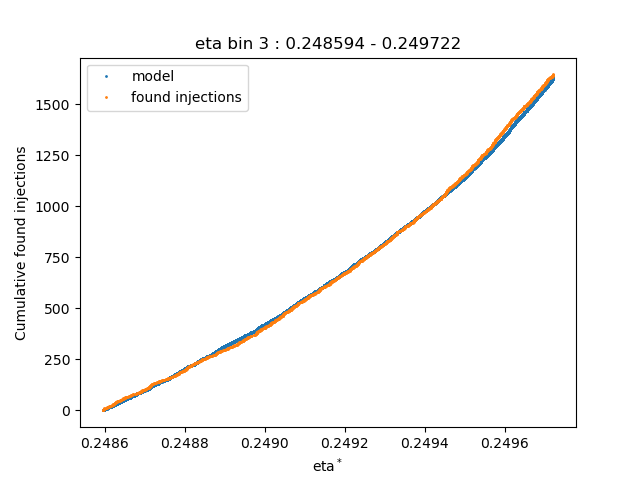 eta bin 3 : 0.248594 - 0.249722
model
found injections
1500
1250
1000
750
500
250
0
Cumulative found injections
0.2486 0.2488 0.2490 0.2492 0.2494 0.2496
eta*